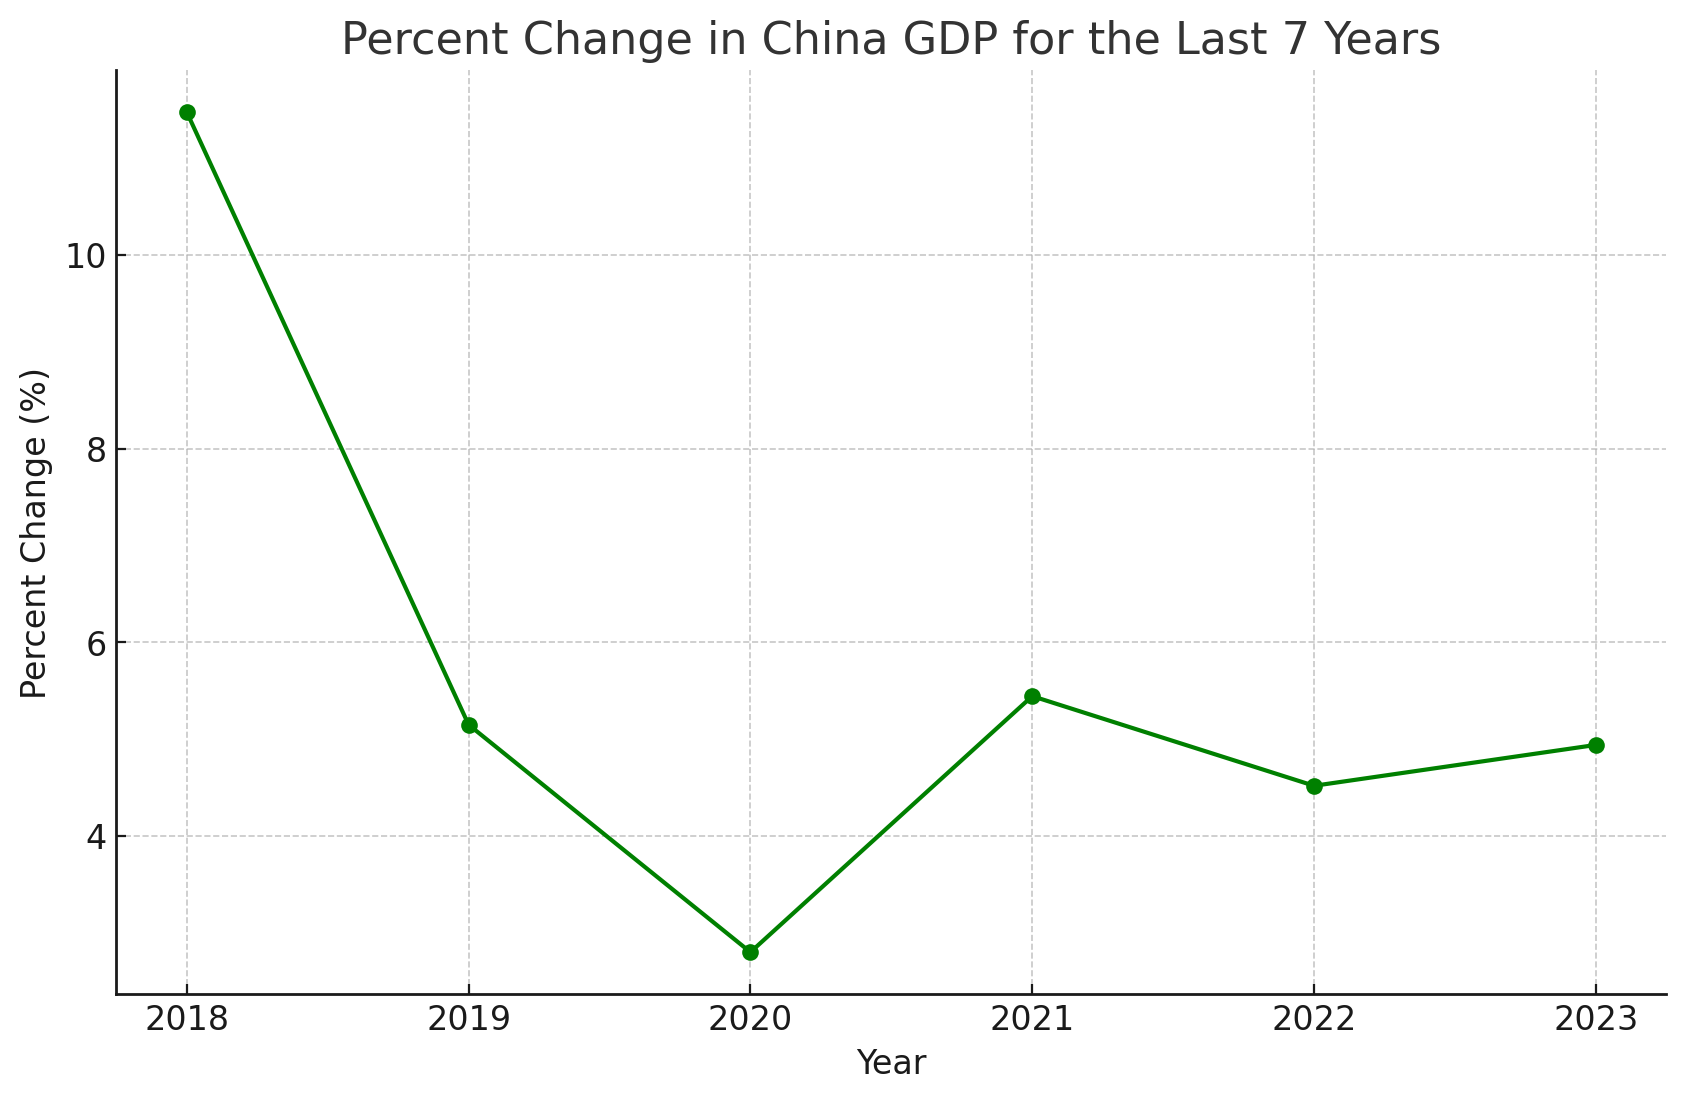 Percent Change in China GDP for the Last 7 Years
Percent Change (%)
10
8
6
4
2018 2019 2020 2021 2022 2023
Year